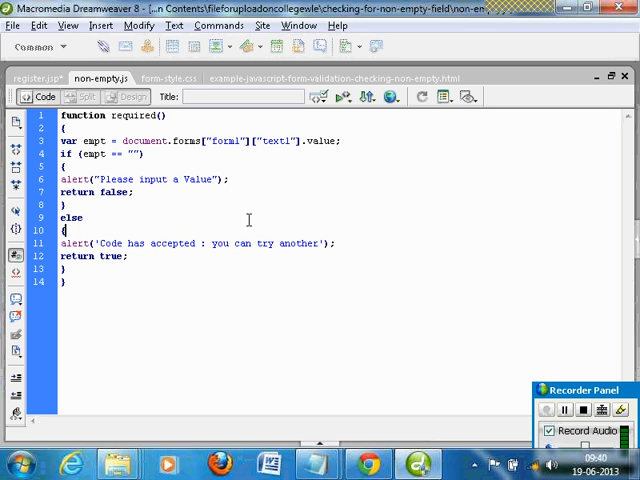 Macromedia Dreamweaver 8 - [...n Contents\fileforuploadoncollegewle\checking-for-non-empty-field\non-en
File Edit View Insert Modify Text Commands Site Window Help
Common
register.jsp* non-empty.js form-style.css example-javascript-form-validation-checking-non-empty.html
Code Split Design Title:
1 function required()
2 {
3 var empt = document.forms["form1"]["text1"].value;
4 if (empt == "")
5 {
6 alert("Please input a Value");
7 return false;
8 }
9 else
10 {
11 alert('Code has accepted : you can try another');
12 return true;
13 }
14 }
Recorder Panel
Record Audio
09:40
19-06-2013